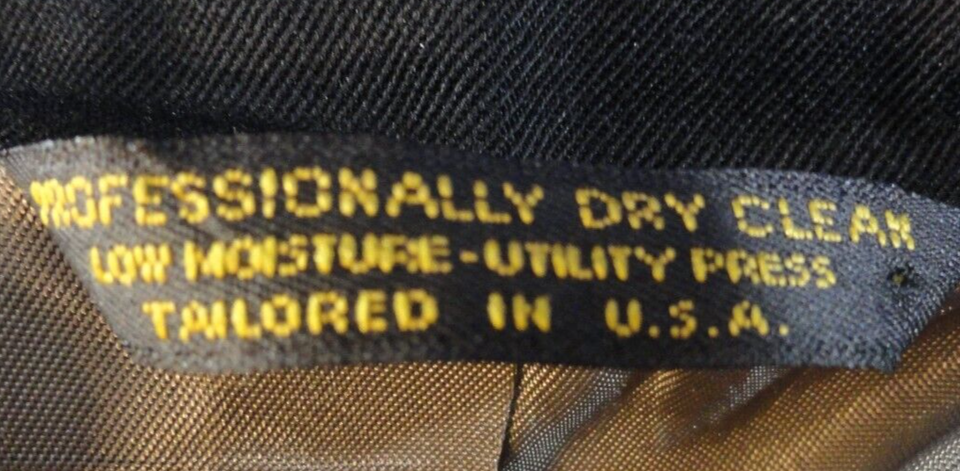 PROFESSIONALLY DRY CLEAN
LOW MOISTURE-UTILITY PRESS
TAILORED IN U.S.A.